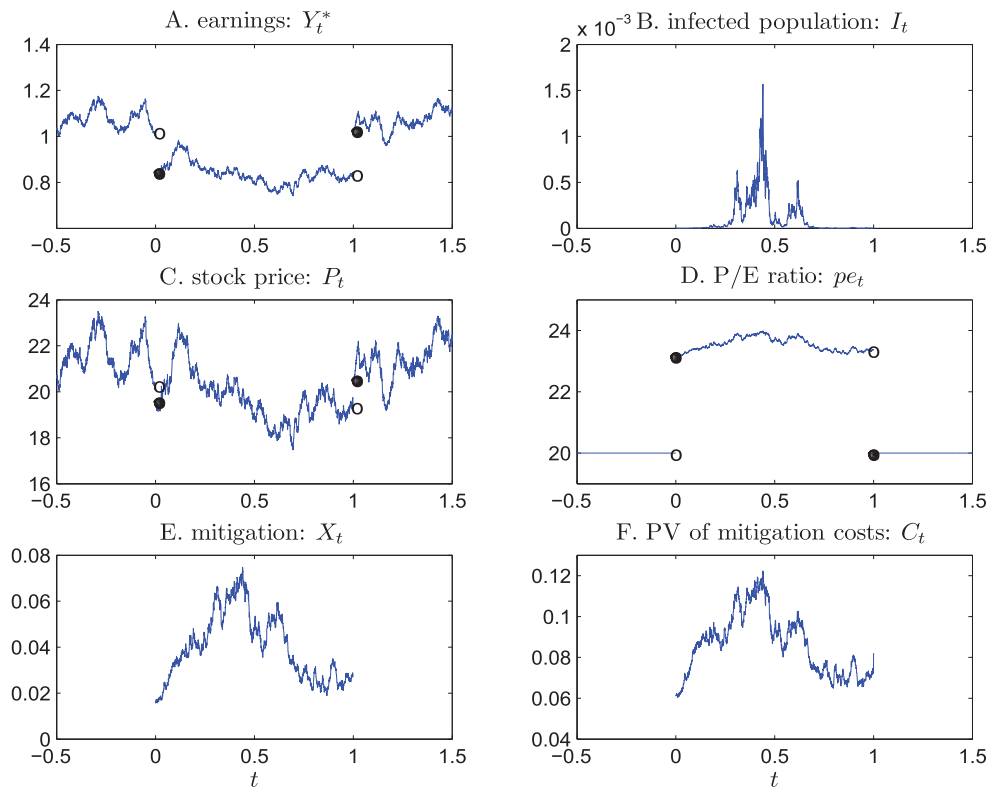 A. earnings: Y*t
1.4
1.2
1
0.8
−0.5 0 0.5 1 1.5
x 10⁻³ B. infected population: It
2
1.5
1
0.5
0
−0.5 0 0.5 1 1.5
C. stock price: Pt
24
22
20
18
16
−0.5 0 0.5 1 1.5
D. P/E ratio: pet
24
22
20
−0.5 0 0.5 1 1.5
E. mitigation: Xt
0.08
0.06
0.04
0.02
0
−0.5 0 0.5 1 1.5
t
F. PV of mitigation costs: Ct
0.12
0.1
0.08
0.06
0.04
−0.5 0 0.5 1 1.5
t